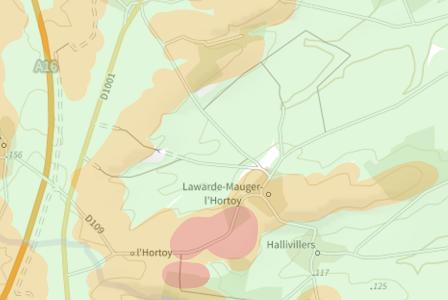 A16
D1001
.156
Lawarde-Mauger-
l'Hortoy
D109
l'Hortoy
Hallivillers
.117
.125